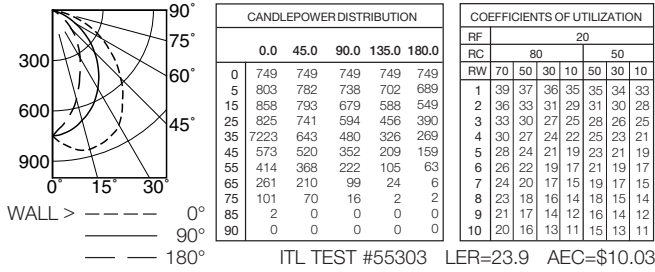 90°
75°
60°
45°
300
600
900
0° 15° 30°
WALL > 0°
90°
180°
CANDLEPOWER DISTRIBUTION
0.0 45.0 90.0 135.0 180.0
0 749 749 749 749 749
5 803 782 738 702 689
15 858 793 679 588 549
25 825 741 594 456 390
35 7223 643 480 326 269
45 573 520 352 209 159
55 414 368 222 105 63
65 261 210 99 24 6
75 101 70 16 2 2
85 2 0 0 0 0
90 0 0 0 0 0
COEFFICIENTS OF UTILIZATION
RF 20
RC 80 50
RW 70 50 30 10 50 30 10
1 39 37 36 35 35 34 33
2 36 33 31 29 31 30 28
3 33 30 27 25 28 26 25
4 30 27 24 22 25 23 21
5 28 24 21 19 23 21 19
6 26 22 19 17 21 19 17
7 24 20 17 15 19 17 15
8 23 18 16 14 18 15 14
9 21 17 14 12 16 14 12
10 20 16 13 11 15 13 11
ITL TEST #55303 LER=23.9 AEC=$10.03